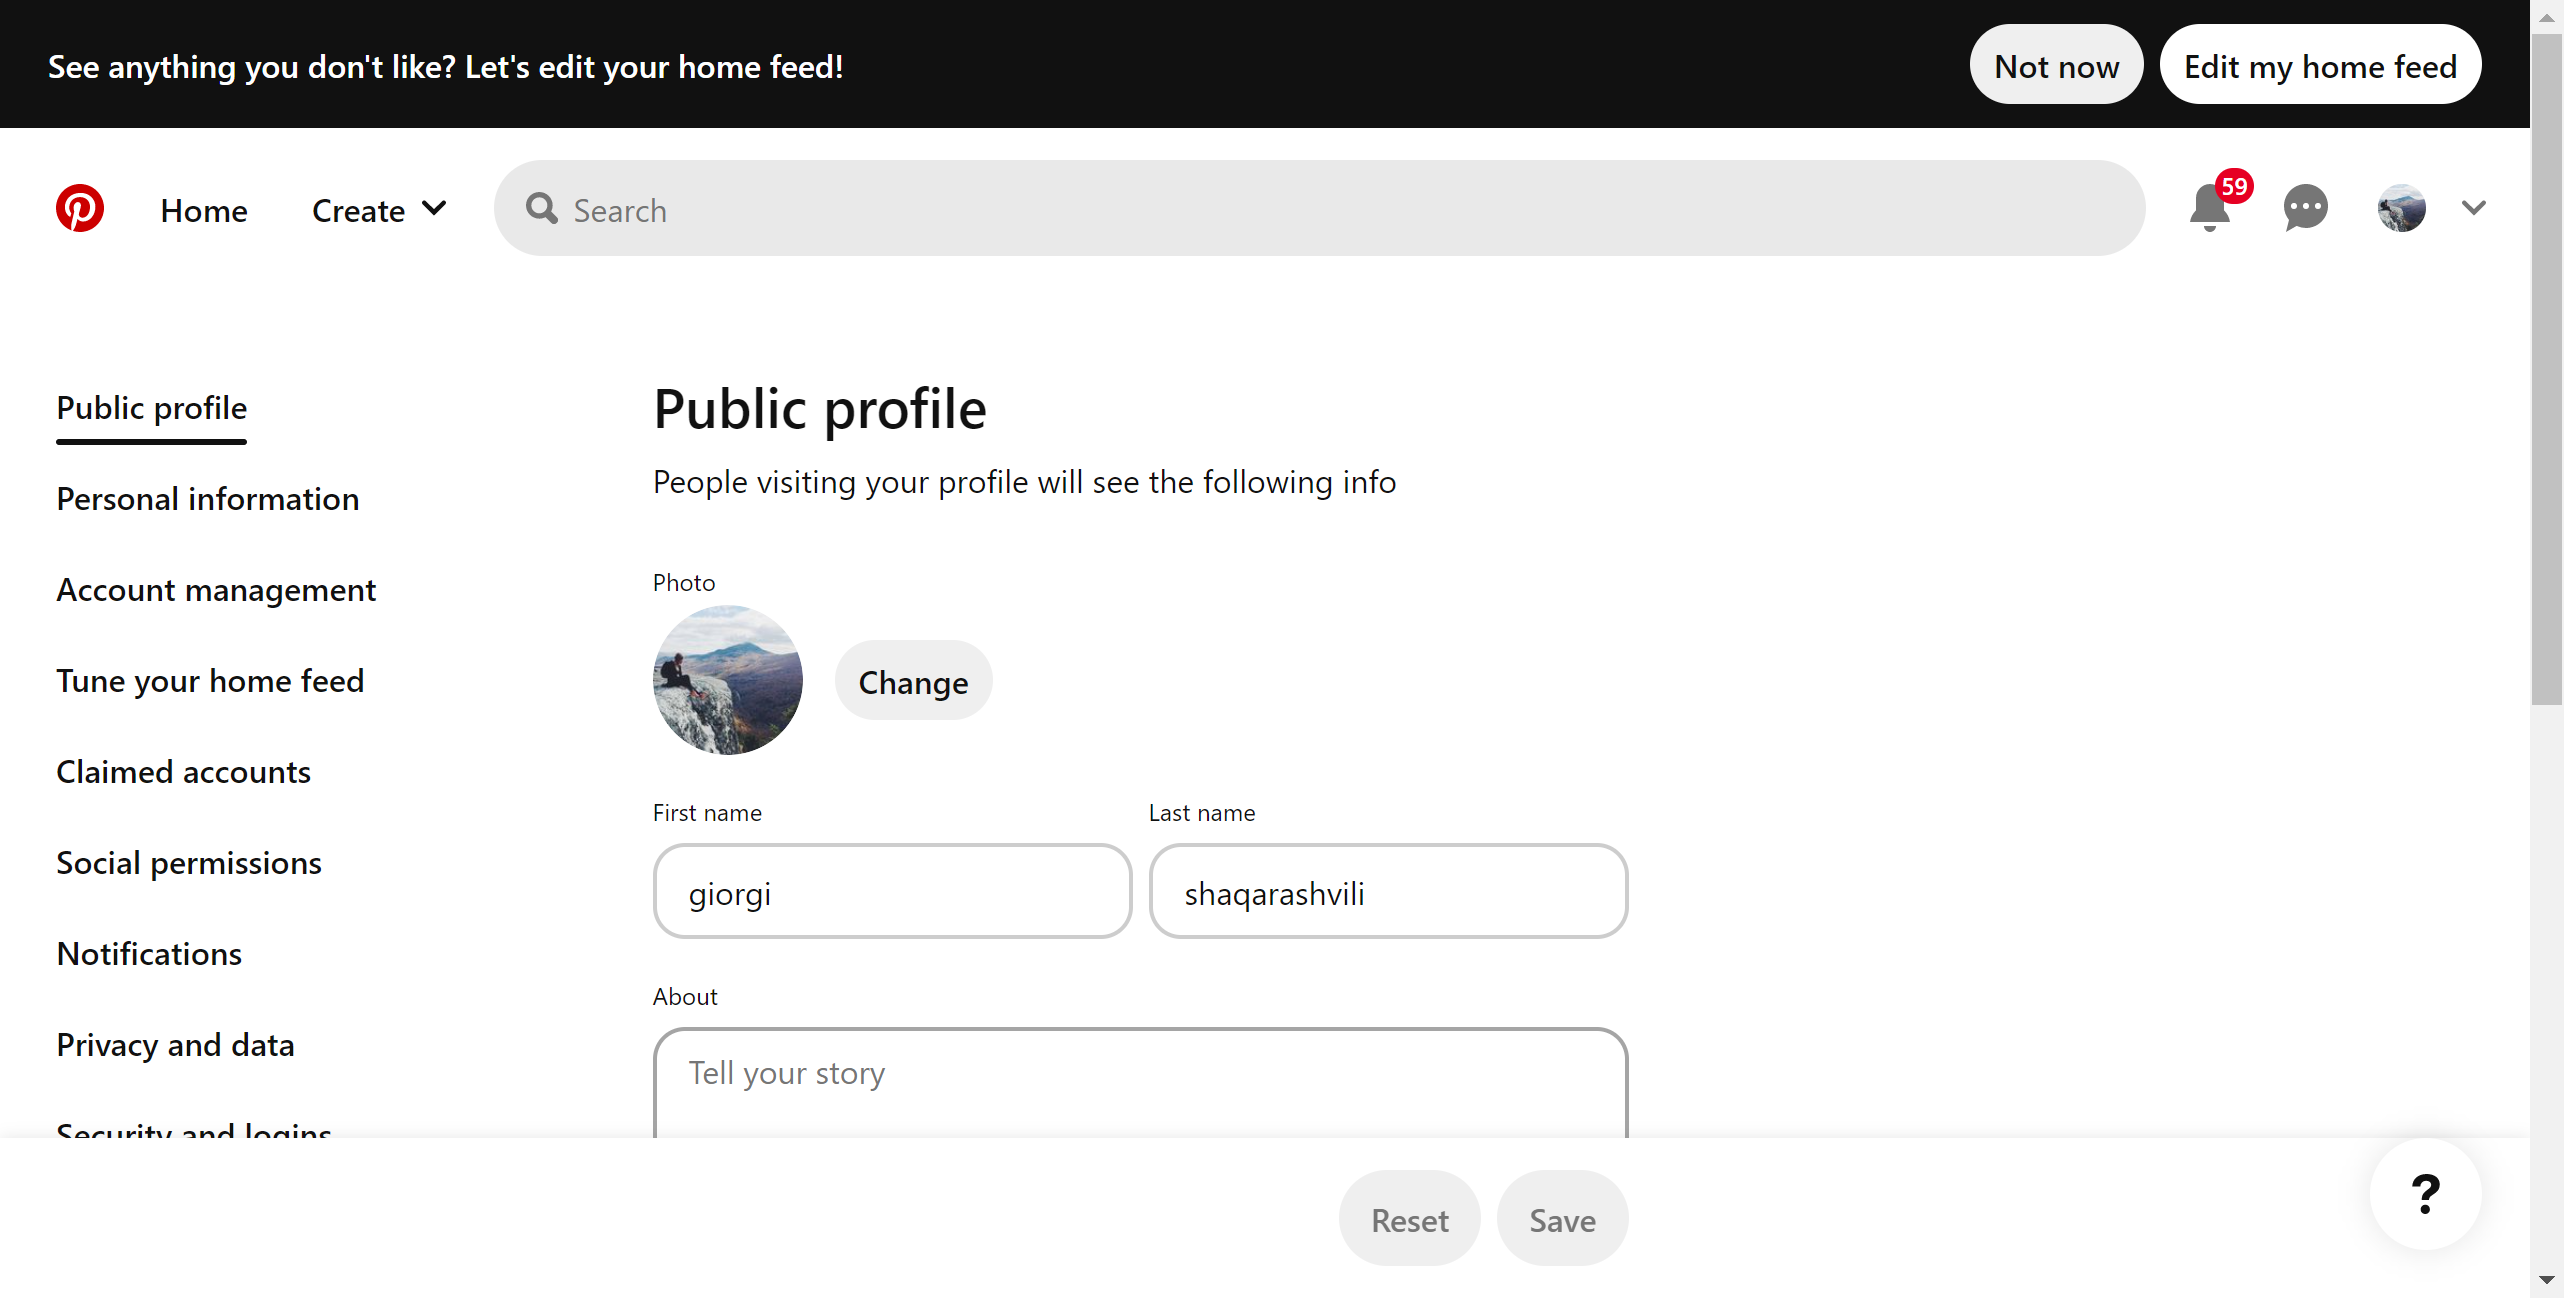 See anything you don't like? Let's edit your home feed!
Not now
Edit my home feed
Home
Create
Search
59
Public profile
Personal information
Account management
Tune your home feed
Claimed accounts
Social permissions
Notifications
Privacy and data
Security and logins
Public profile
People visiting your profile will see the following info
Photo
Change
First name
Last name
giorgi
shaqarashvili
About
Tell your story
Reset
Save
?